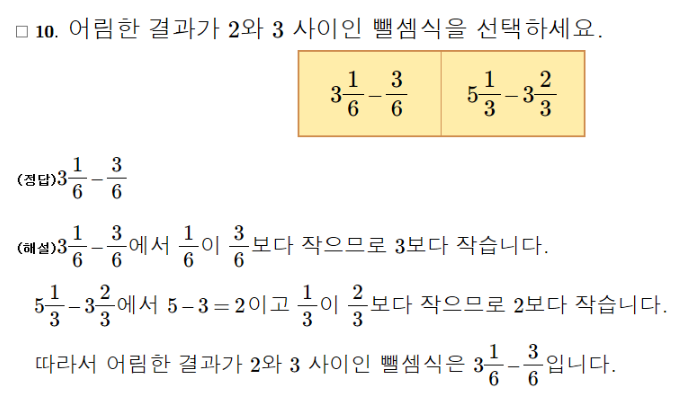 □ 10. 어림한 결과가 2와 3 사이인 뺄셈식을 선택하세요.
3 1/6 − 3/6 5 1/3 − 3 2/3
(정답) 3 1/6 − 3/6
(해설) 3 1/6 − 3/6에서 1/6이 3/6보다 작으므로 3보다 작습니다.
5 1/3 − 3 2/3에서 5 − 3 = 2이고 1/3이 2/3보다 작으므로 2보다 작습니다.
따라서 어림한 결과가 2와 3 사이인 뺄셈식은 3 1/6 − 3/6입니다.